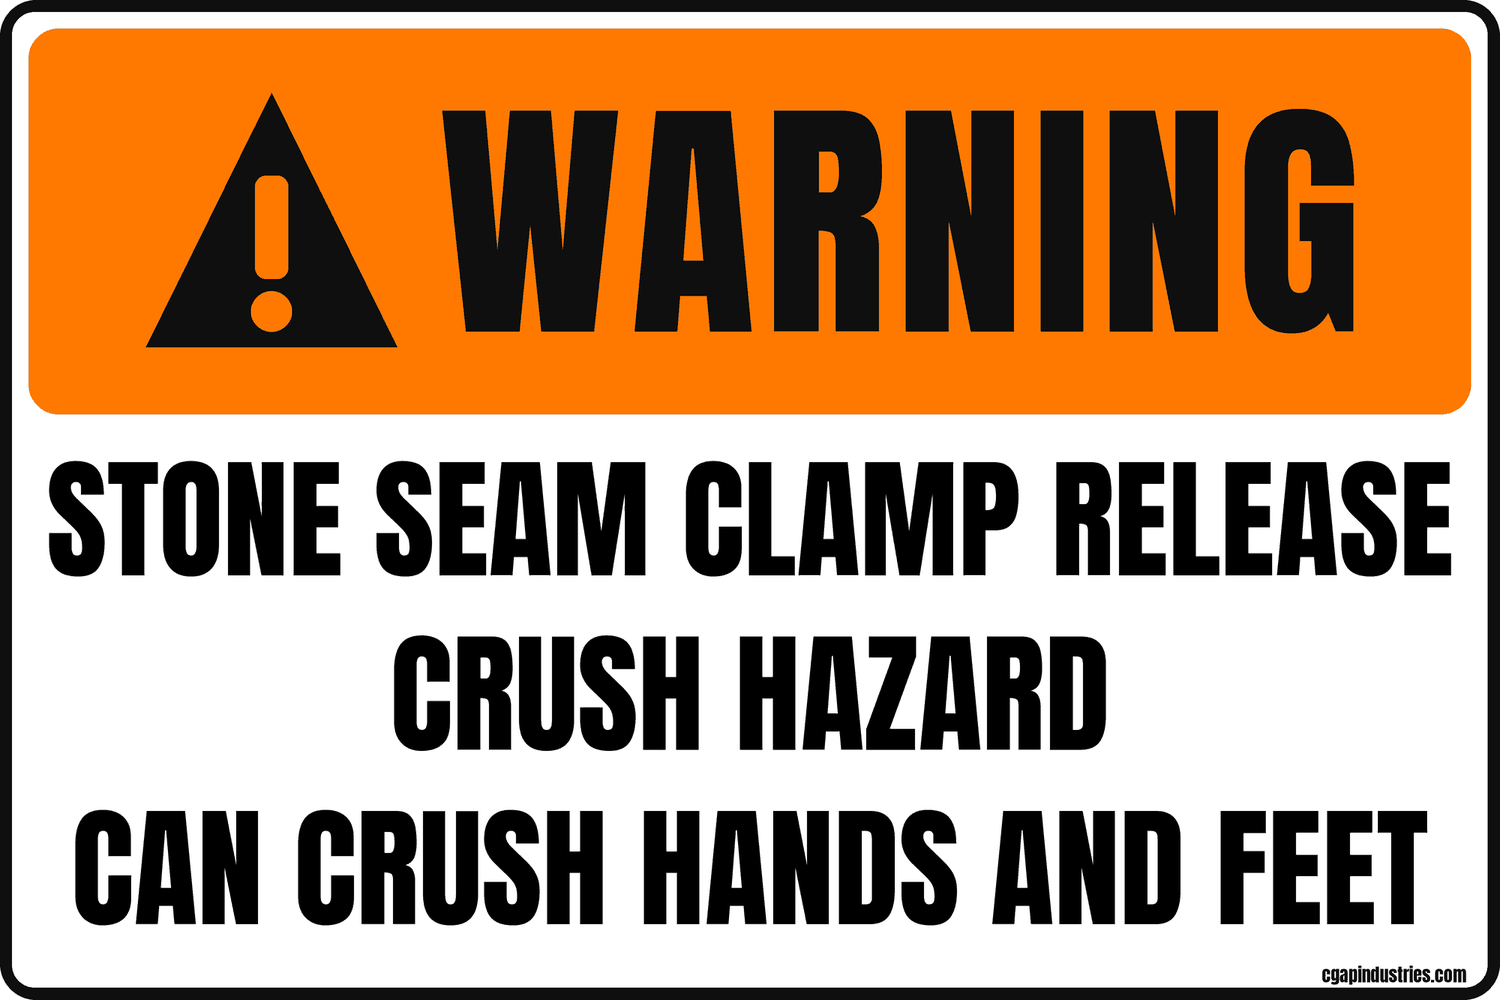 WARNING
STONE SEAM CLAMP RELEASE
CRUSH HAZARD
CAN CRUSH HANDS AND FEET
cgapindustries.com